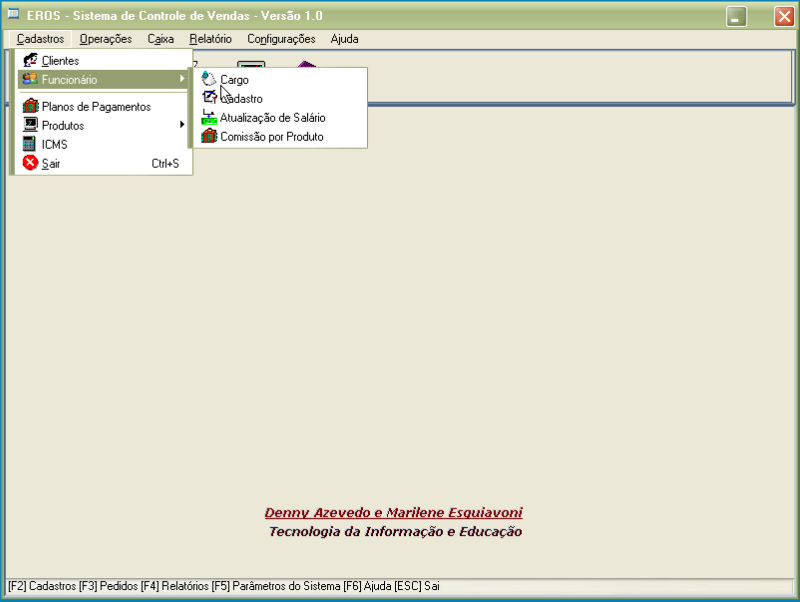 EROS - Sistema de Controle de Vendas - Versão 1.0
Cadastros Operações Caixa Relatório Configurações Ajuda
Clientes
Funcionário
Planos de Pagamentos
Produtos
ICMS
Sair Ctrl+S
Cargo
Cadastro
Atualização de Salário
Comissão por Produto
Denny Azevedo e Marilene Esquiavoni
Tecnologia da Informação e Educação
[F2] Cadastros [F3] Pedidos [F4] Relatórios [F5] Parâmetros do Sistema [F6] Ajuda [ESC] Sai